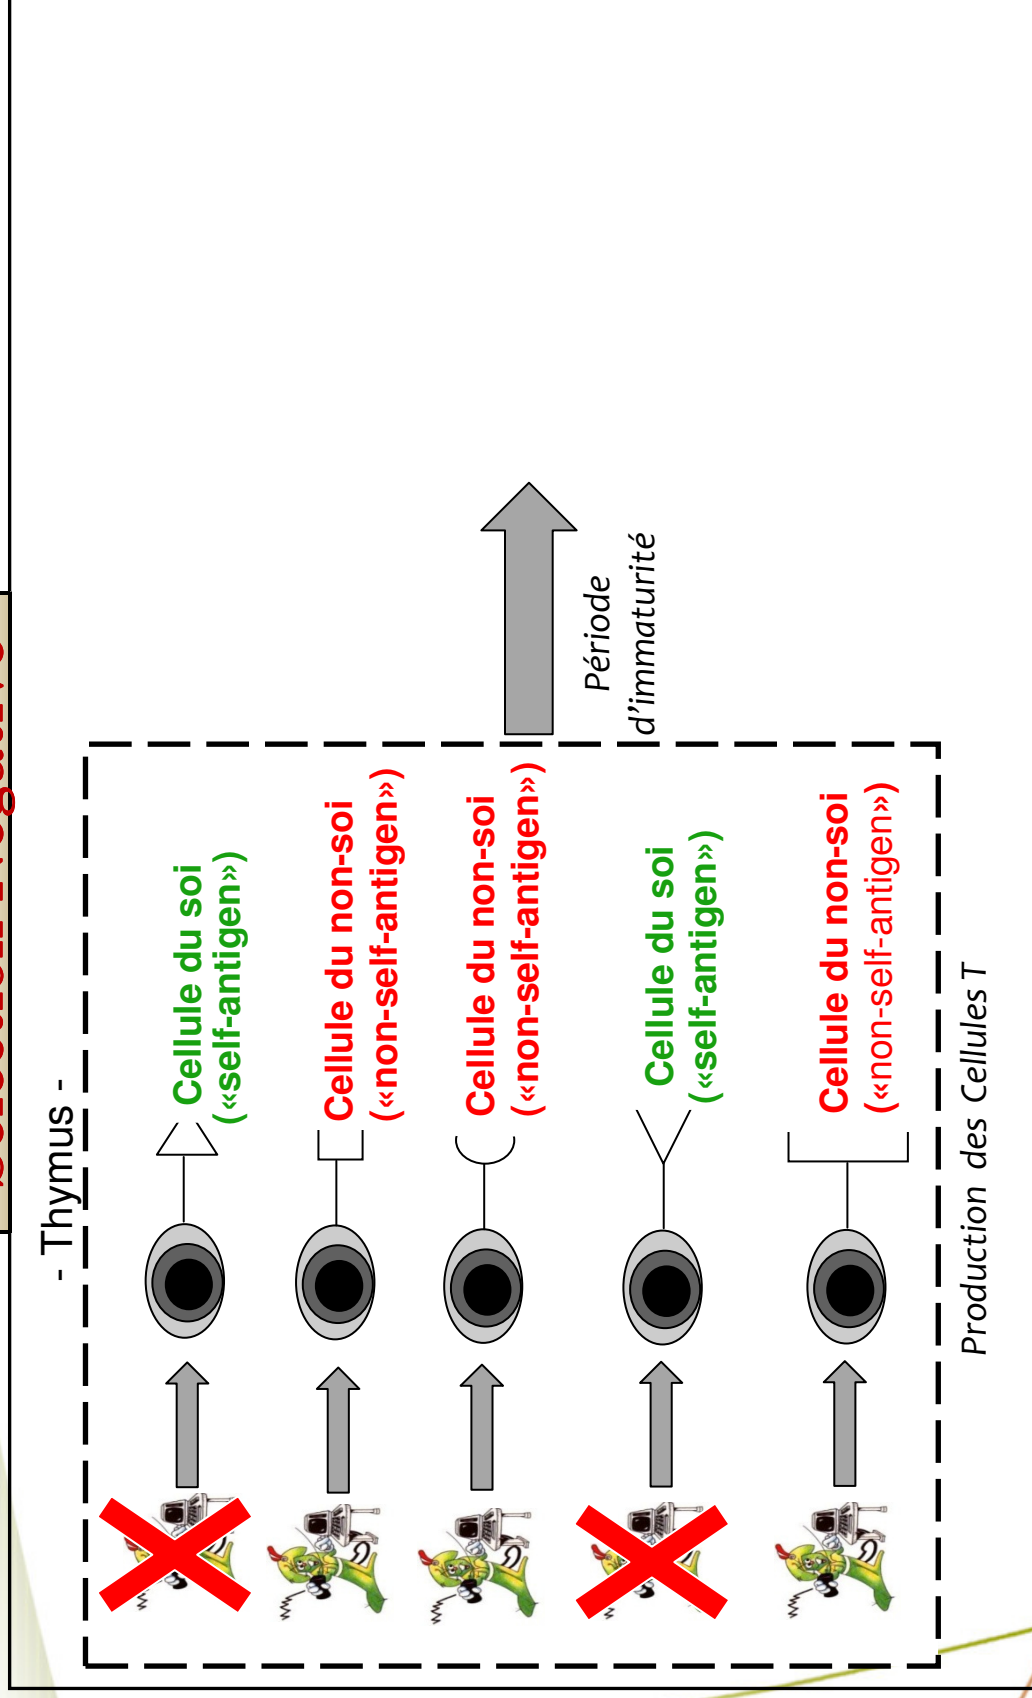 - Thymus -
Cellule du soi
(«self-antigen»)
Cellule du non-soi
(«non-self-antigen»)
Cellule du non-soi
(«non-self-antigen»)
Cellule du soi
(«self-antigen»)
Cellule du non-soi
(«non-self-antigen»)
Production des Cellules T
Période
d’immaturité